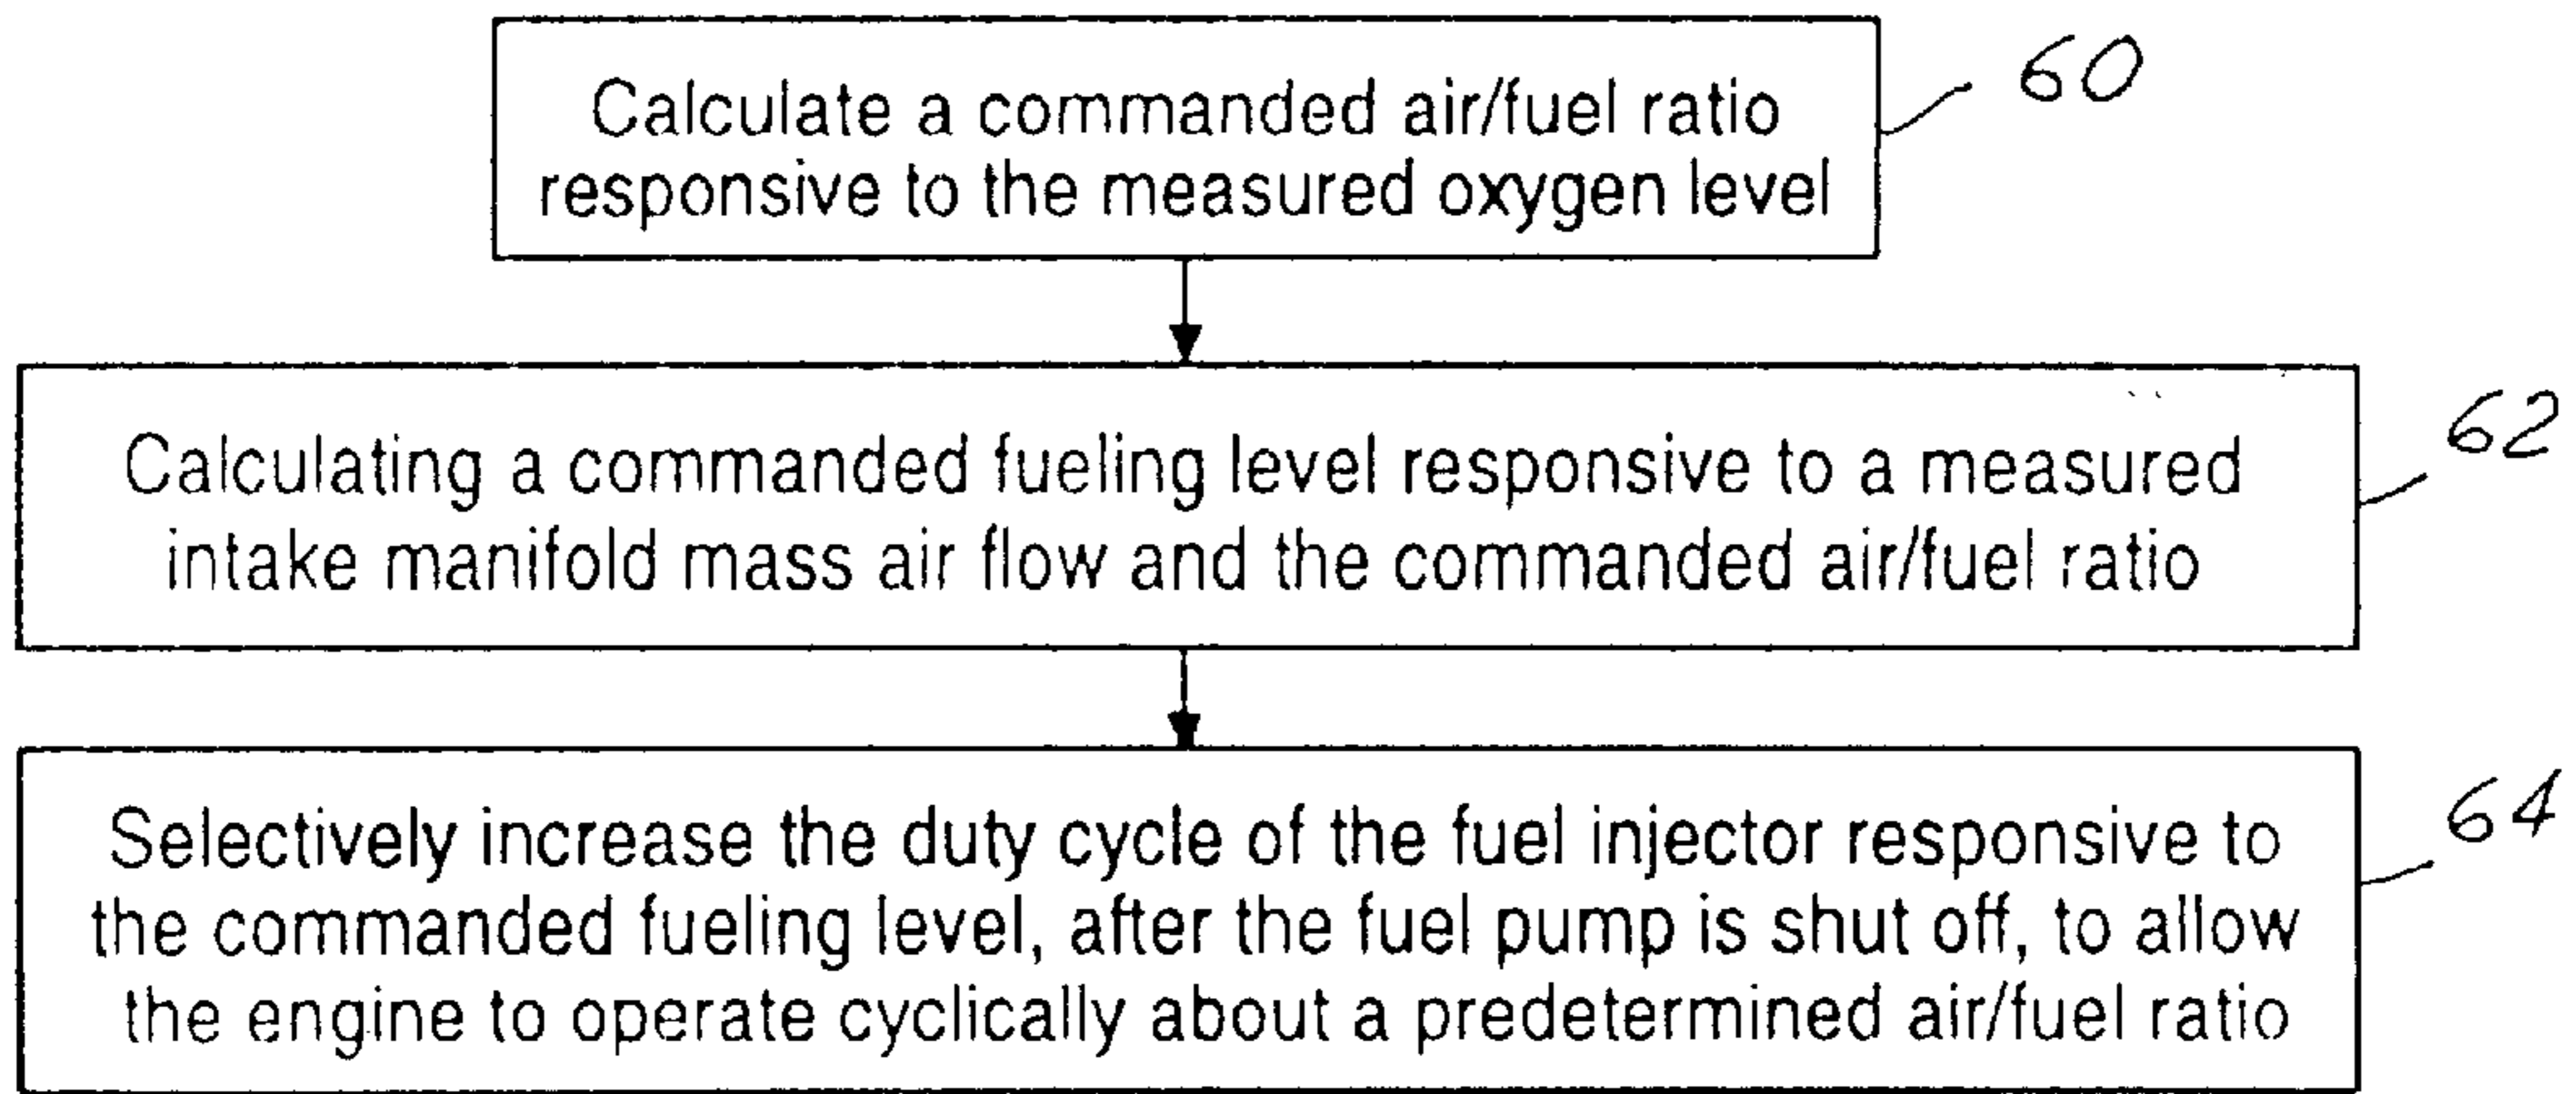 Calculate a commanded air/fuel ratio
responsive to the measured oxygen level
60
Calculating a commanded fueling level responsive to a measured
intake manifold mass air flow and the commanded air/fuel ratio
62
Selectively increase the duty cycle of the fuel injector responsive to
the commanded fueling level, after the fuel pump is shut off, to allow
the engine to operate cyclically about a predetermined air/fuel ratio
64